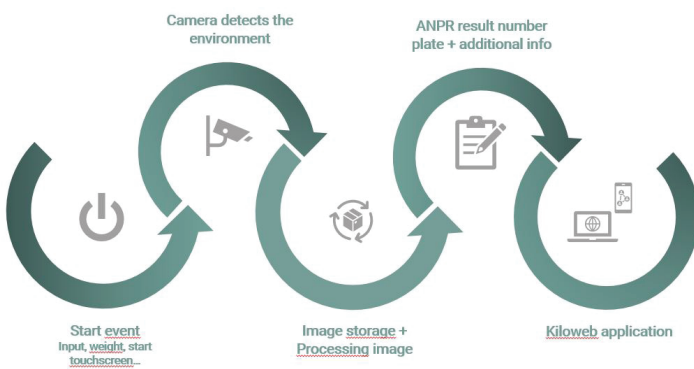 Camera detects the
environment
ANPR result number
plate + additional info
Start event
Input, weight, start
touchscreen...
Image storage +
Processing image
Kiloweb application